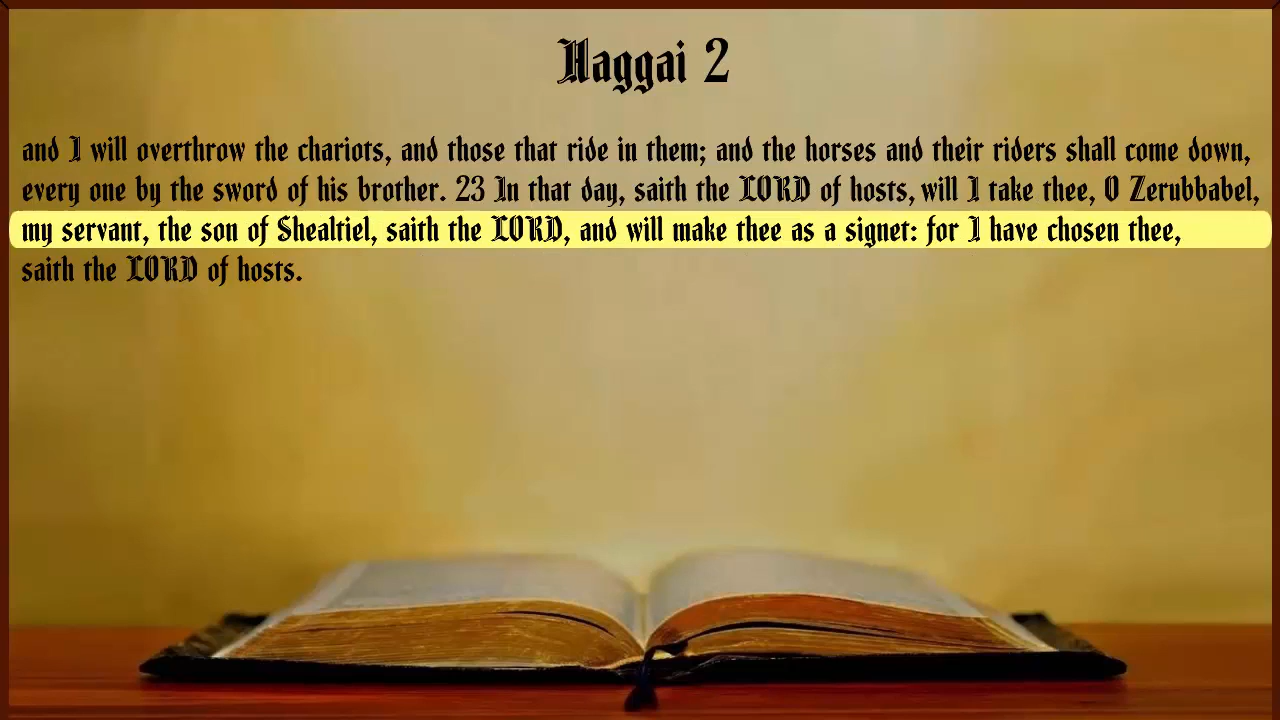 Haggai 2
and I will overthrow the chariots, and those that ride in them; and the horses and their riders shall come down,
every one by the sword of his brother. 23 In that day, saith the LORD of hosts, will I take thee, O Zerubbabel,
my servant, the son of Shealtiel, saith the LORD, and will make thee as a signet: for I have chosen thee,
saith the LORD of hosts.